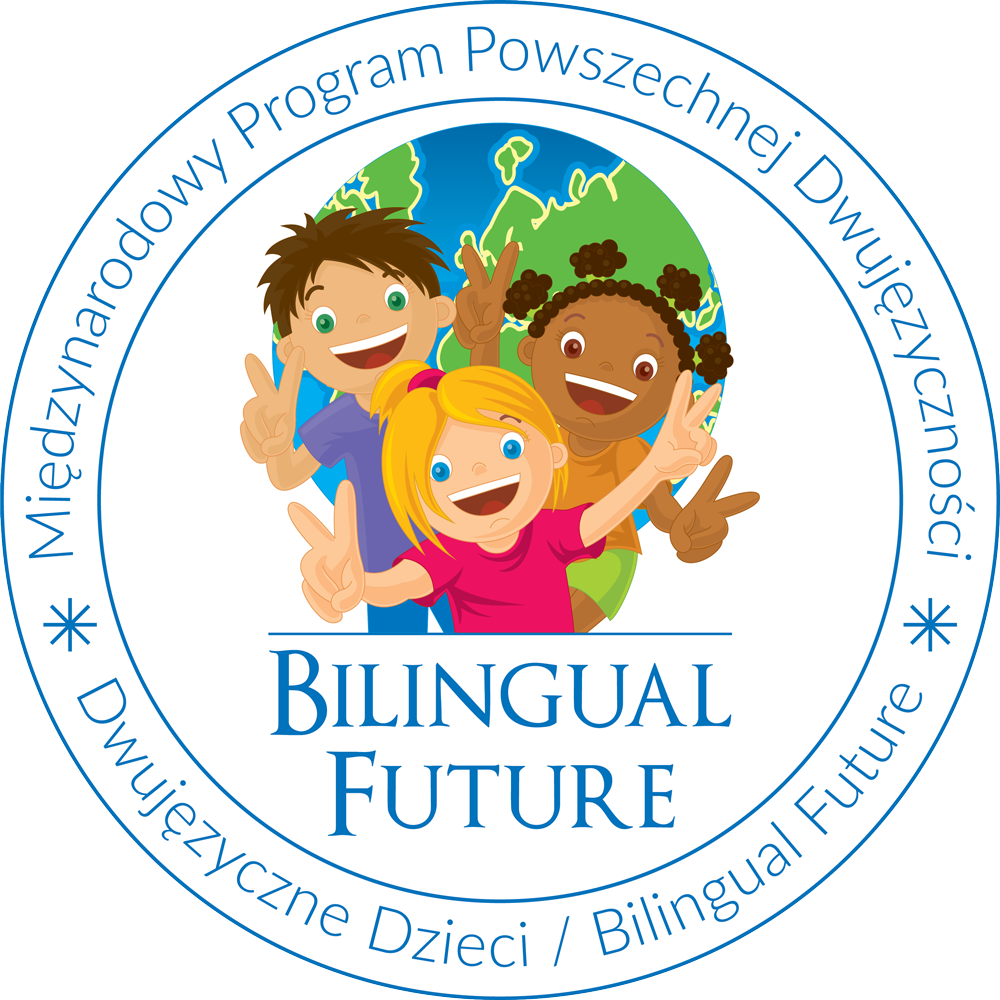 Międzynarodowy Program Powszechnej Dwujęzyczności
BILINGUAL
FUTURE
Dwujęzyczne Dzieci / Bilingual Future